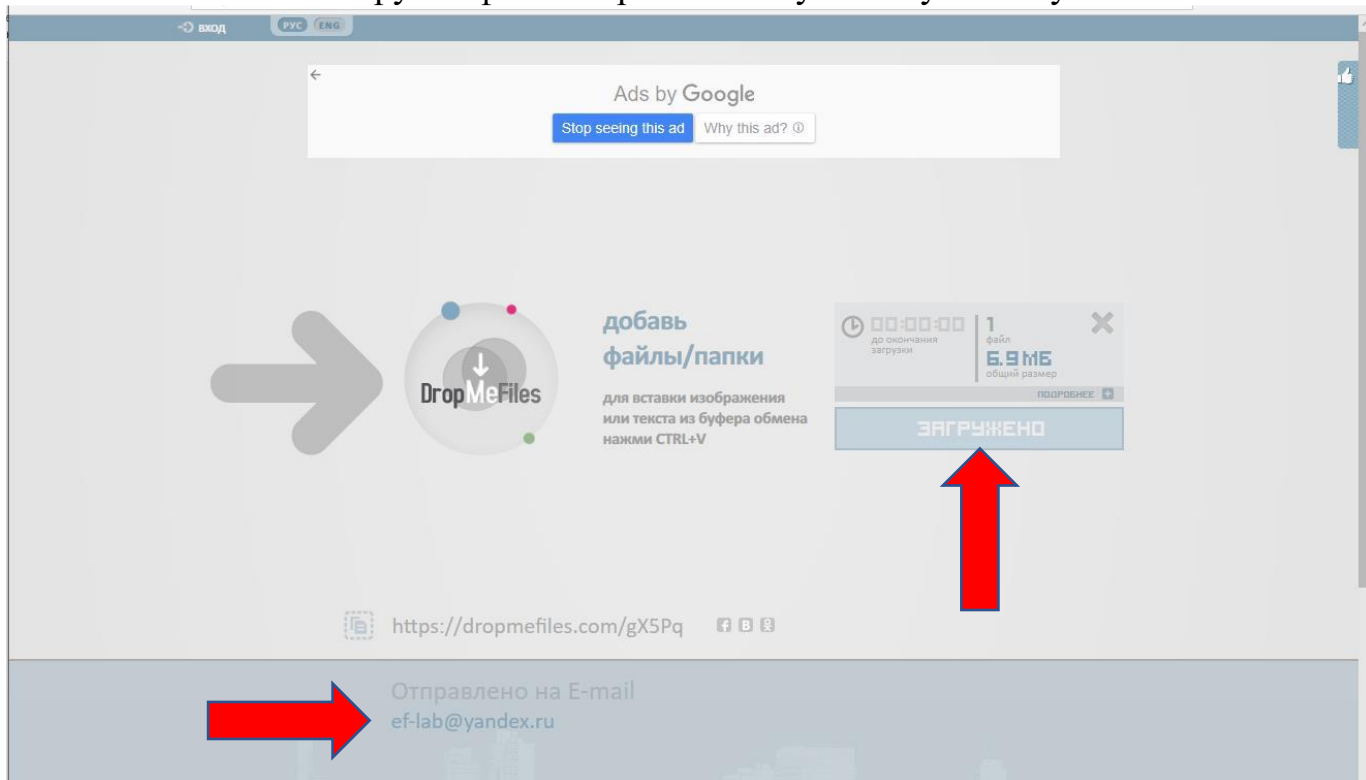 вход РУС ENG
Ads by Google
Stop seeing this ad Why this ad?
DropMeFiles
добавь
файлы/папки
для вставки изображения
или текста из буфера обмена
нажми CTRL+V
00:00:00
до окончания
загрузки
1
файл
6.9 МБ
общий размер
ПОДРОБНЕЕ
ЗАГРУЖЕНО
https://dropmefiles.com/gX5Pq
Отправлено на E-mail
ef-lab@yandex.ru